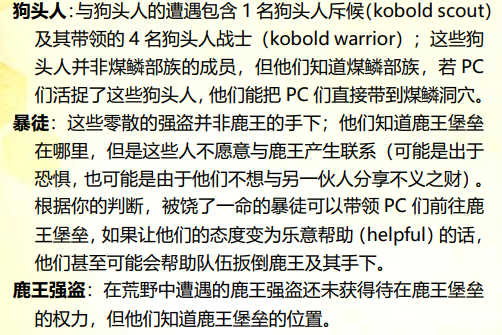 狗头人：与狗头人的遭遇包含 1 名狗头人斥候（kobold scout）
及其带领的 4 名狗头人战士（kobold warrior）；这些狗
头人并非煤鳞部族的成员，但他们知道煤鳞部族，若 PC
们活捉了这些狗头人，他们能把 PC 们直接带到煤鳞洞穴。
暴徒：这些零散的强盗并非鹿王的手下；他们知道鹿王堡垒
在哪里，但是这些人不愿意与鹿王产生联系（可能是出于
恐惧，也可能是由于他们不想与另一伙人分享不义之财）。
根据你的判断，被饶了一命的暴徒可以带领 PC 们前往鹿
王堡垒，如果让他们的态度变为乐意帮助（helpful）的话，
他们甚至可能会帮助队伍扳倒鹿王及其手下。
鹿王强盗：在荒野中遭遇的鹿王强盗还未获得待在鹿王堡垒
的权力，但他们知道鹿王堡垒的位置。